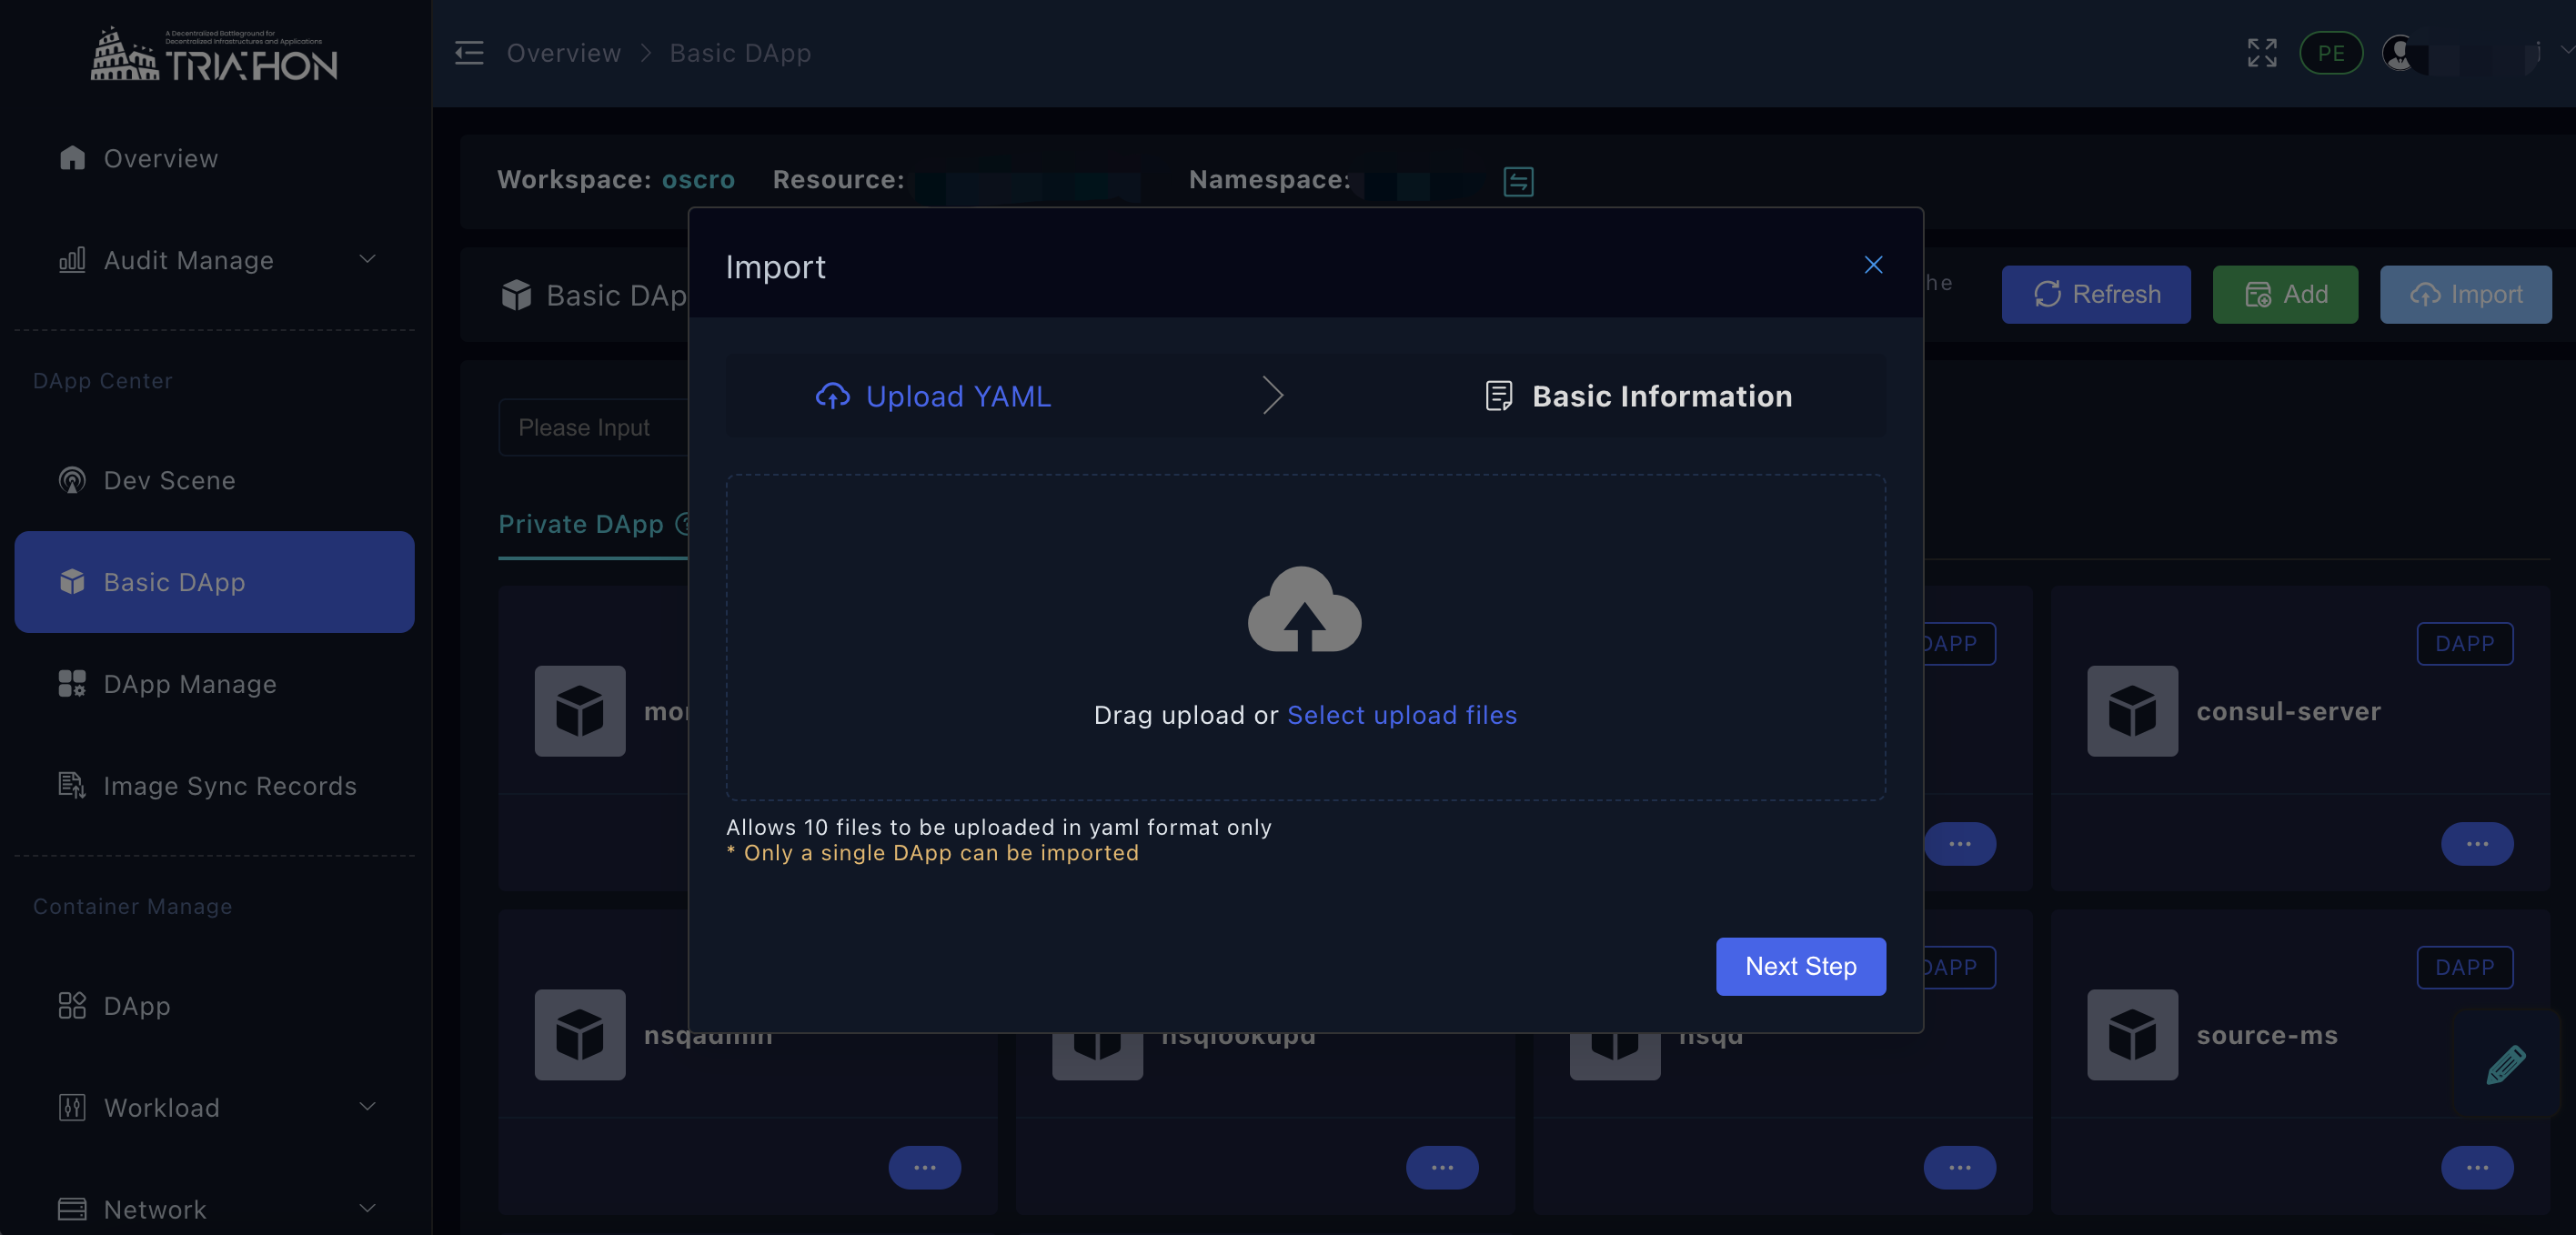 A Decentralized Battleground for
Decentralized Infrastructures and Applications
TRIATHON
Overview
Audit Manage
DApp Center
Dev Scene
Basic DApp
DApp Manage
Image Sync Records
Container Manage
DApp
Workload
Network
Overview > Basic DApp
PE
Workspace: oscro Resource: Namespace:
Basic DAp
he
Refresh
Add
Import
Please Input
Private DApp
Import
Upload YAML
Basic Information
Drag upload or Select upload files
Allows 10 files to be uploaded in yaml format only
* Only a single DApp can be imported
Next Step
DAPP
DAPP
consul-server
DAPP
DAPP
nsqadmin
nsqlookupd
nsqd
source-ms